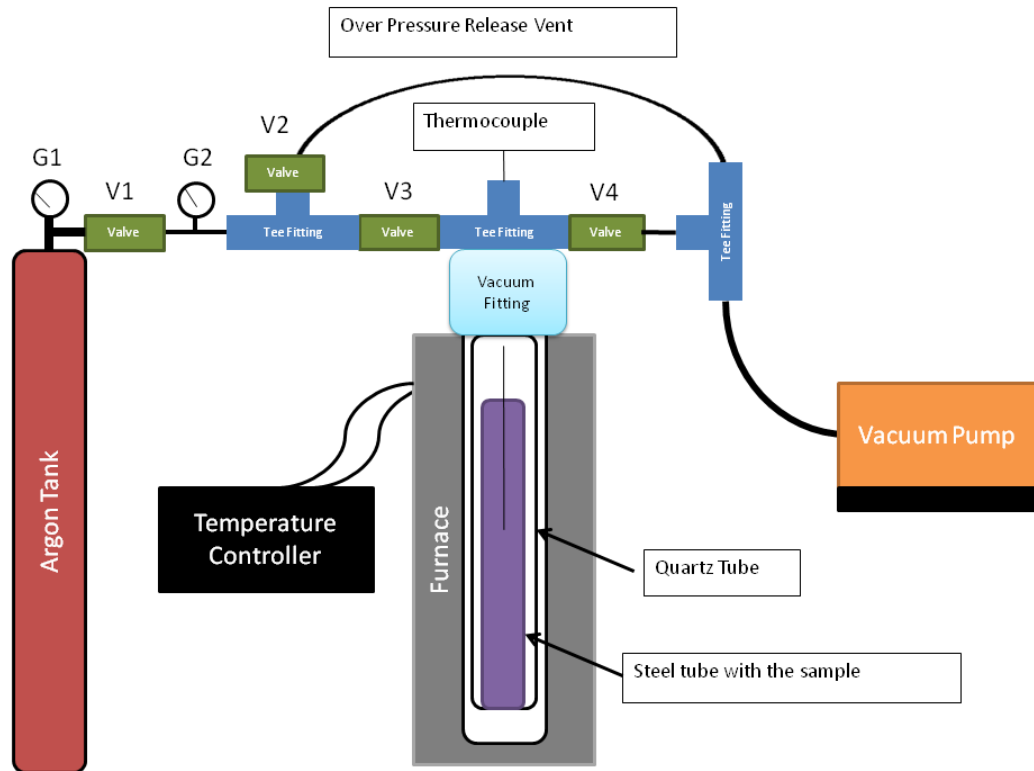 Over Pressure Release Vent
Thermocouple
V2
G1
G2
V1
V3
V4
Valve
Valve
Tee Fitting
Valve
Tee Fitting
Valve
Tee Fitting
Vacuum
Fitting
Argon Tank
Temperature
Controller
Furnace
Vacuum Pump
Quartz Tube
Steel tube with the sample